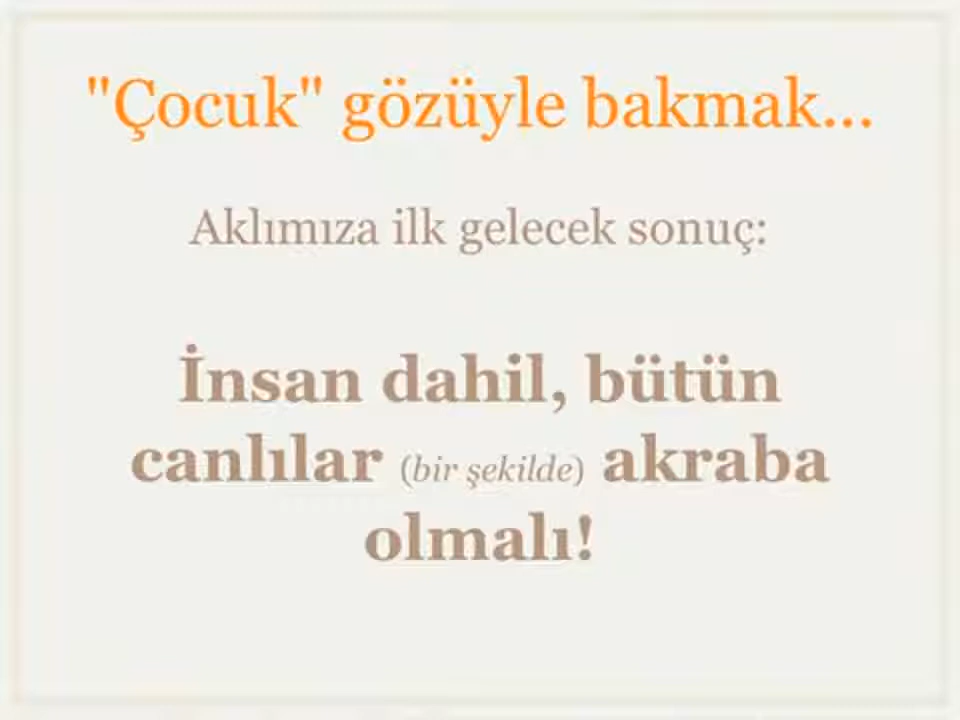 "Çocuk" gözüyle bakmak...
Aklımıza ilk gelecek sonuç:
İnsan dahil, bütün
canlılar (bir şekilde) akraba
olmalı!